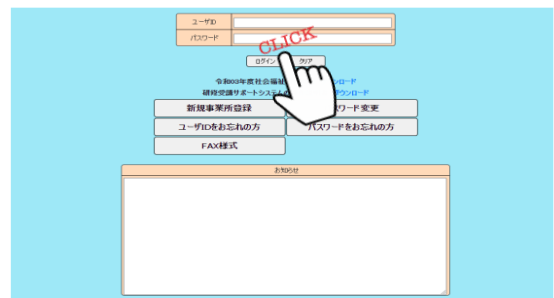 ユーザID
パスワード
CLICK
ログイン クリア
令和03年度社会福祉 ロード
研修受講サポートシステム ダウンロード
新規事業所登録 スワード変更
ユーザIDをお忘れの方 パスワードをお忘れの方
FAX様式
お知らせ